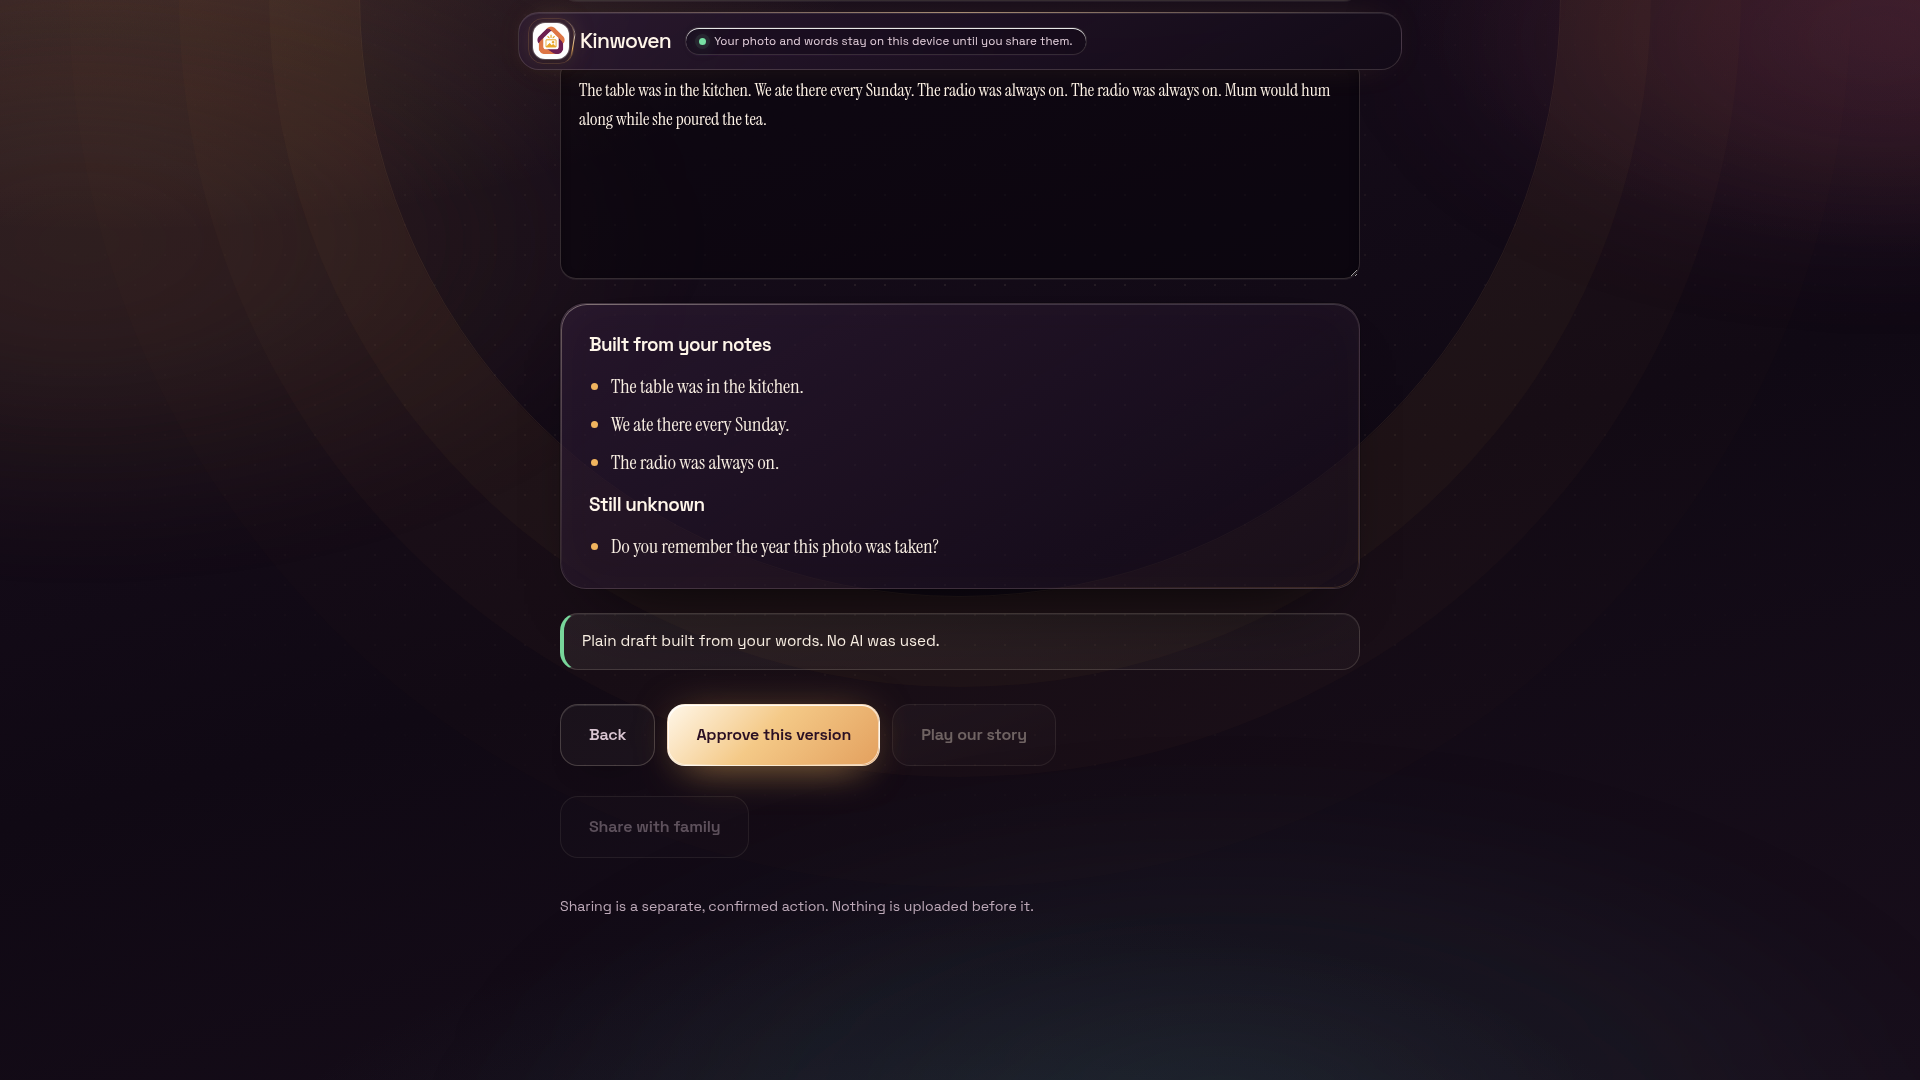 Kinwoven
Your photo and words stay on this device until you share them.
The table was in the kitchen. We ate there every Sunday. The radio was always on. The radio was always on. Mum would hum
along while she poured the tea.
Built from your notes
The table was in the kitchen.
We ate there every Sunday.
The radio was always on.
Still unknown
Do you remember the year this photo was taken?
Plain draft built from your words. No AI was used.
Back
Approve this version
Play our story
Share with family
Sharing is a separate, confirmed action. Nothing is uploaded before it.